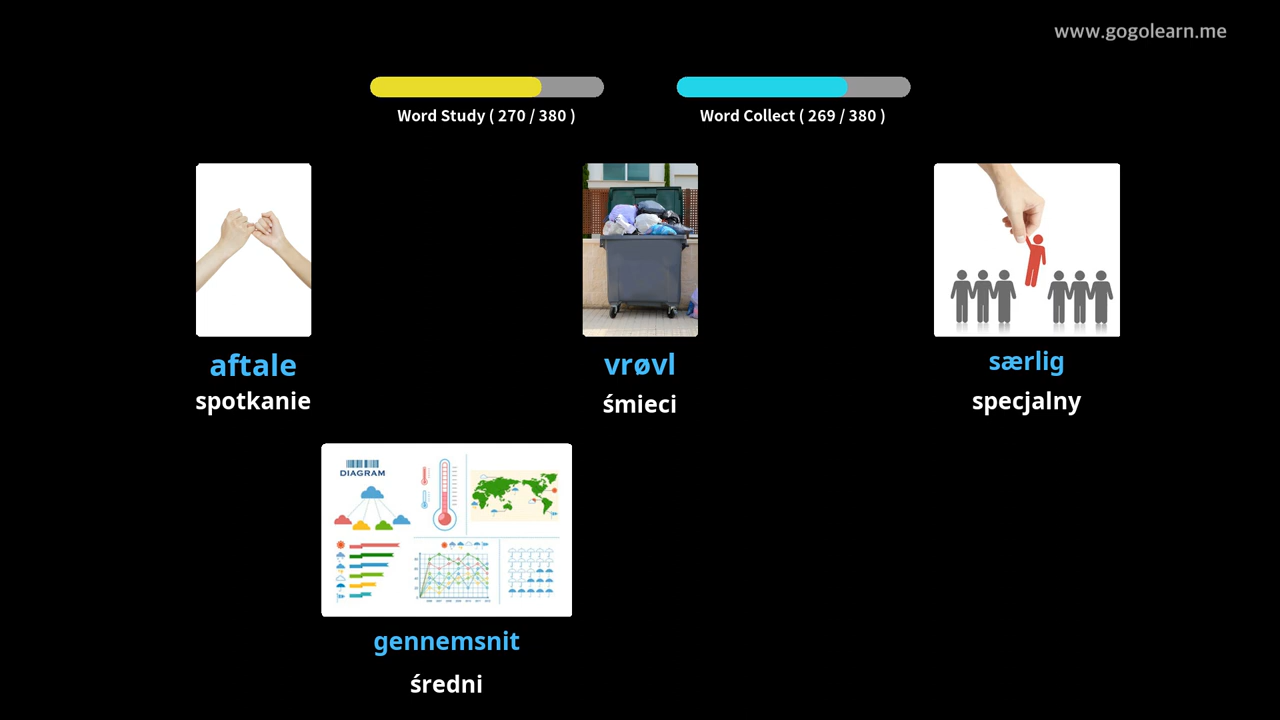 www.gogolearn.me
Word Study ( 270 / 380 )
Word Collect ( 269 / 380 )
aftale
spotkanie
vrøvl
śmieci
særlig
specjalny
DIAGRAM
gennemsnit
średni